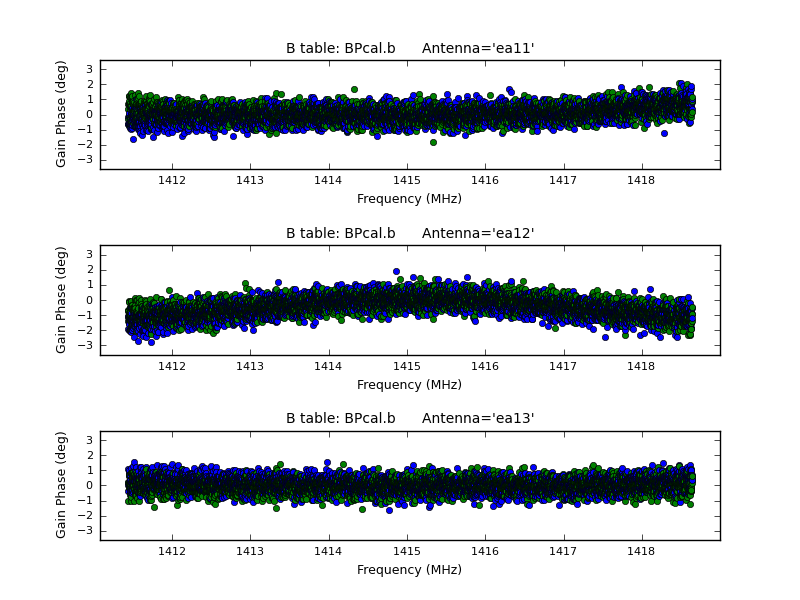 B table: BPcal.b Antenna='ea11'
3
2
1
0
−1
−2
−3
Gain Phase (deg)
1412 1413 1414 1415 1416 1417 1418
Frequency (MHz)
B table: BPcal.b Antenna='ea12'
3
2
1
0
−1
−2
−3
Gain Phase (deg)
1412 1413 1414 1415 1416 1417 1418
Frequency (MHz)
B table: BPcal.b Antenna='ea13'
3
2
1
0
−1
−2
−3
Gain Phase (deg)
1412 1413 1414 1415 1416 1417 1418
Frequency (MHz)